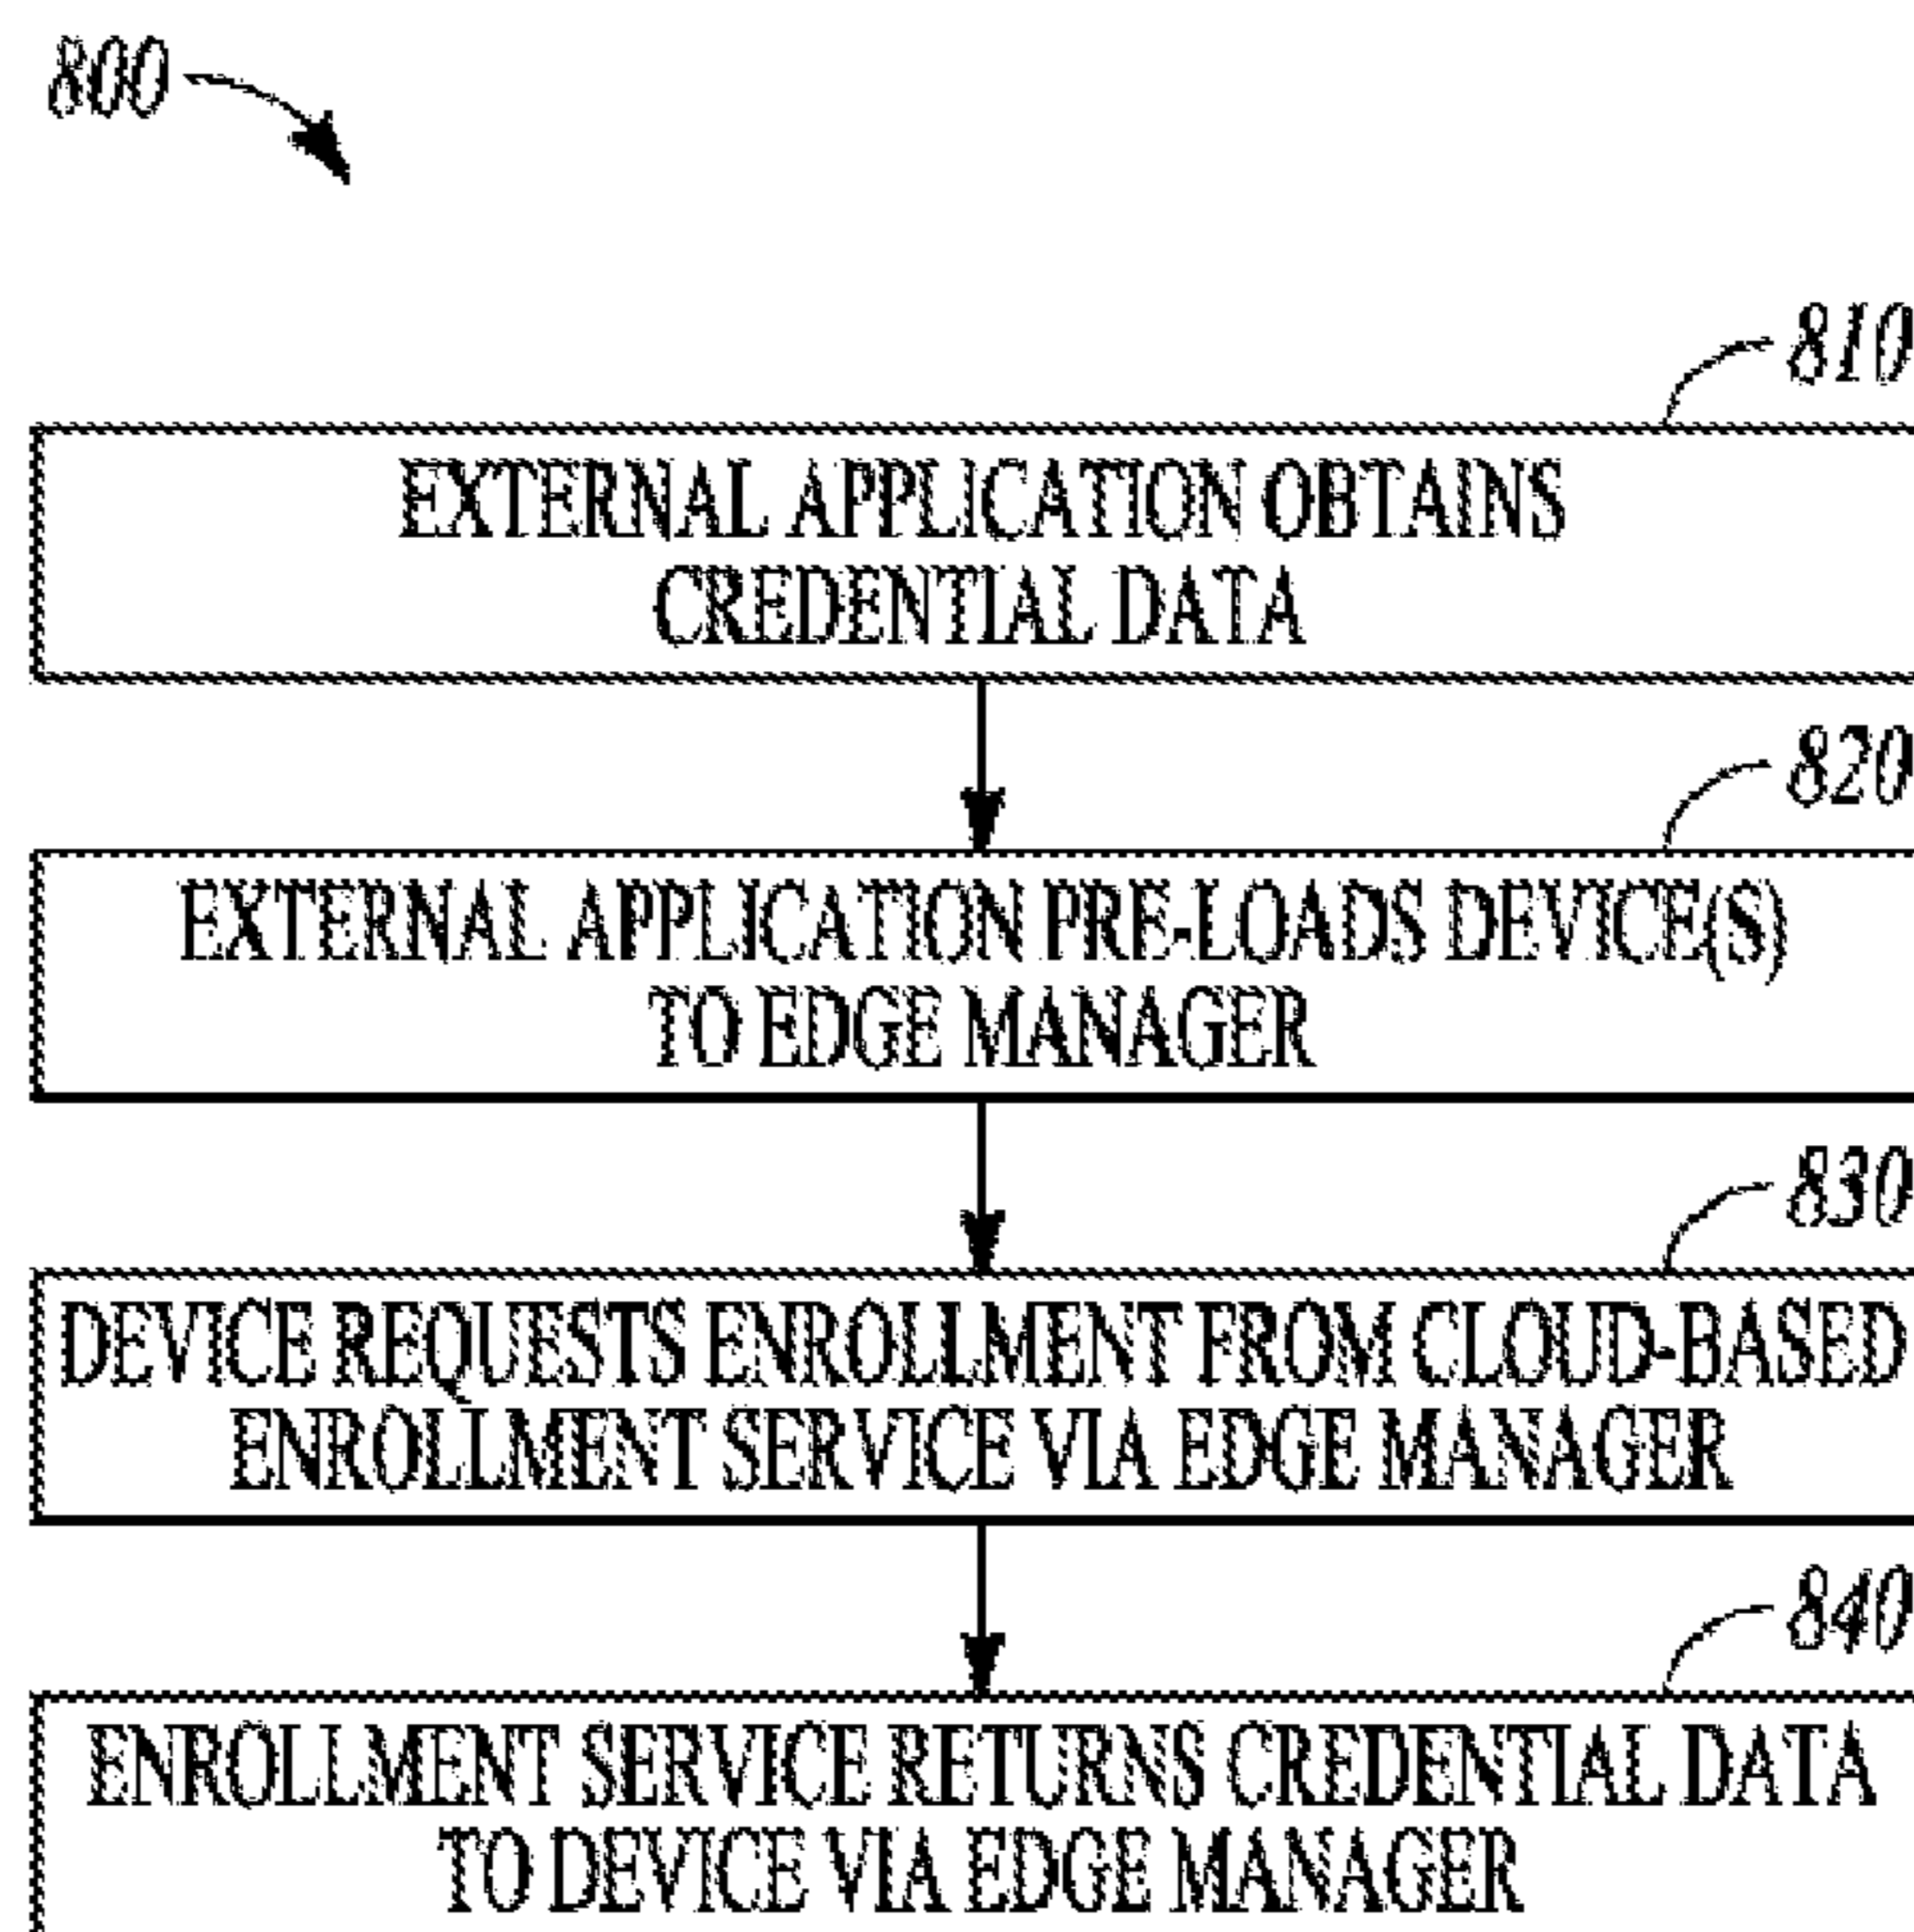 800
810
EXTERNAL APPLICATION OBTAINS
CREDENTIAL DATA
820
EXTERNAL APPLICATION PRE-LOADS DEVICE(S)
TO EDGE MANAGER
830
DEVICE REQUESTS ENROLLMENT FROM CLOUD-BASED
ENROLLMENT SERVICE VIA EDGE MANAGER
840
ENROLLMENT SERVICE RETURNS CREDENTIAL DATA
TO DEVICE VIA EDGE MANAGER